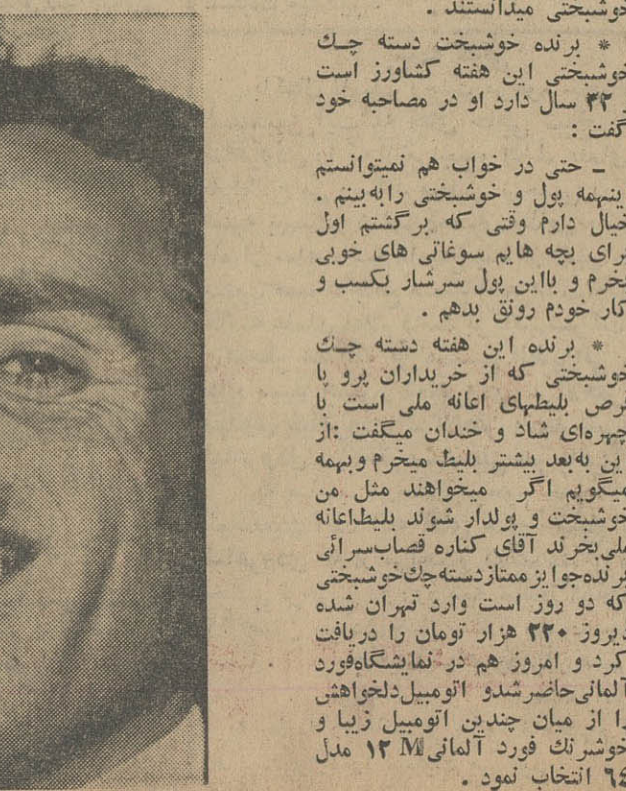 خوشبختی میدانستند .
* برنده خوشبخت دسته چك
خوشبختی این هفته کشاورز است
و ۳۲ سال دارد او در مصاحبه خود
گفت :
ـ حتی در خواب هم نمیتوانستم
اینهمه پول و خوشبختی رابه‌بینم .
خیال دارم وقتی که برگشتم اول
برای بچه هایم سوغاتی های خوبی
بخرم و بااین پول سرشار بکسب و
کار خودم رونق بدهم .
* برنده این هفته دسته چك
خوشبختی که از خریداران پرو پا
قرص بلیطهای اعانه ملی است با
چهره‌ای شاد و خندان میگفت :از
این به‌بعد بیشتر بلیط میخرم وبهمه
میگویم اگر میخواهند مثل من
خوشبخت و پولدار شوند بلیط‌اعانه
ملی‌بخرند آقای کناره قصاب‌سرائی
برنده‌جوایز ممتازدسته‌چك‌خوشبختی
که دو روز است وارد تهران شده
دیروز ۲۲۰ هزار تومان را دریافت
کرد و امروز هم در نمایشگاه‌فورد
آلمانی‌حاضرشدو اتومبیل‌دلخواهش
را از میان چندین اتومبیل زیبا و
خوشرنك فورد آلمانی M ۱۲ مدل
٦٤ انتخاب نمود .